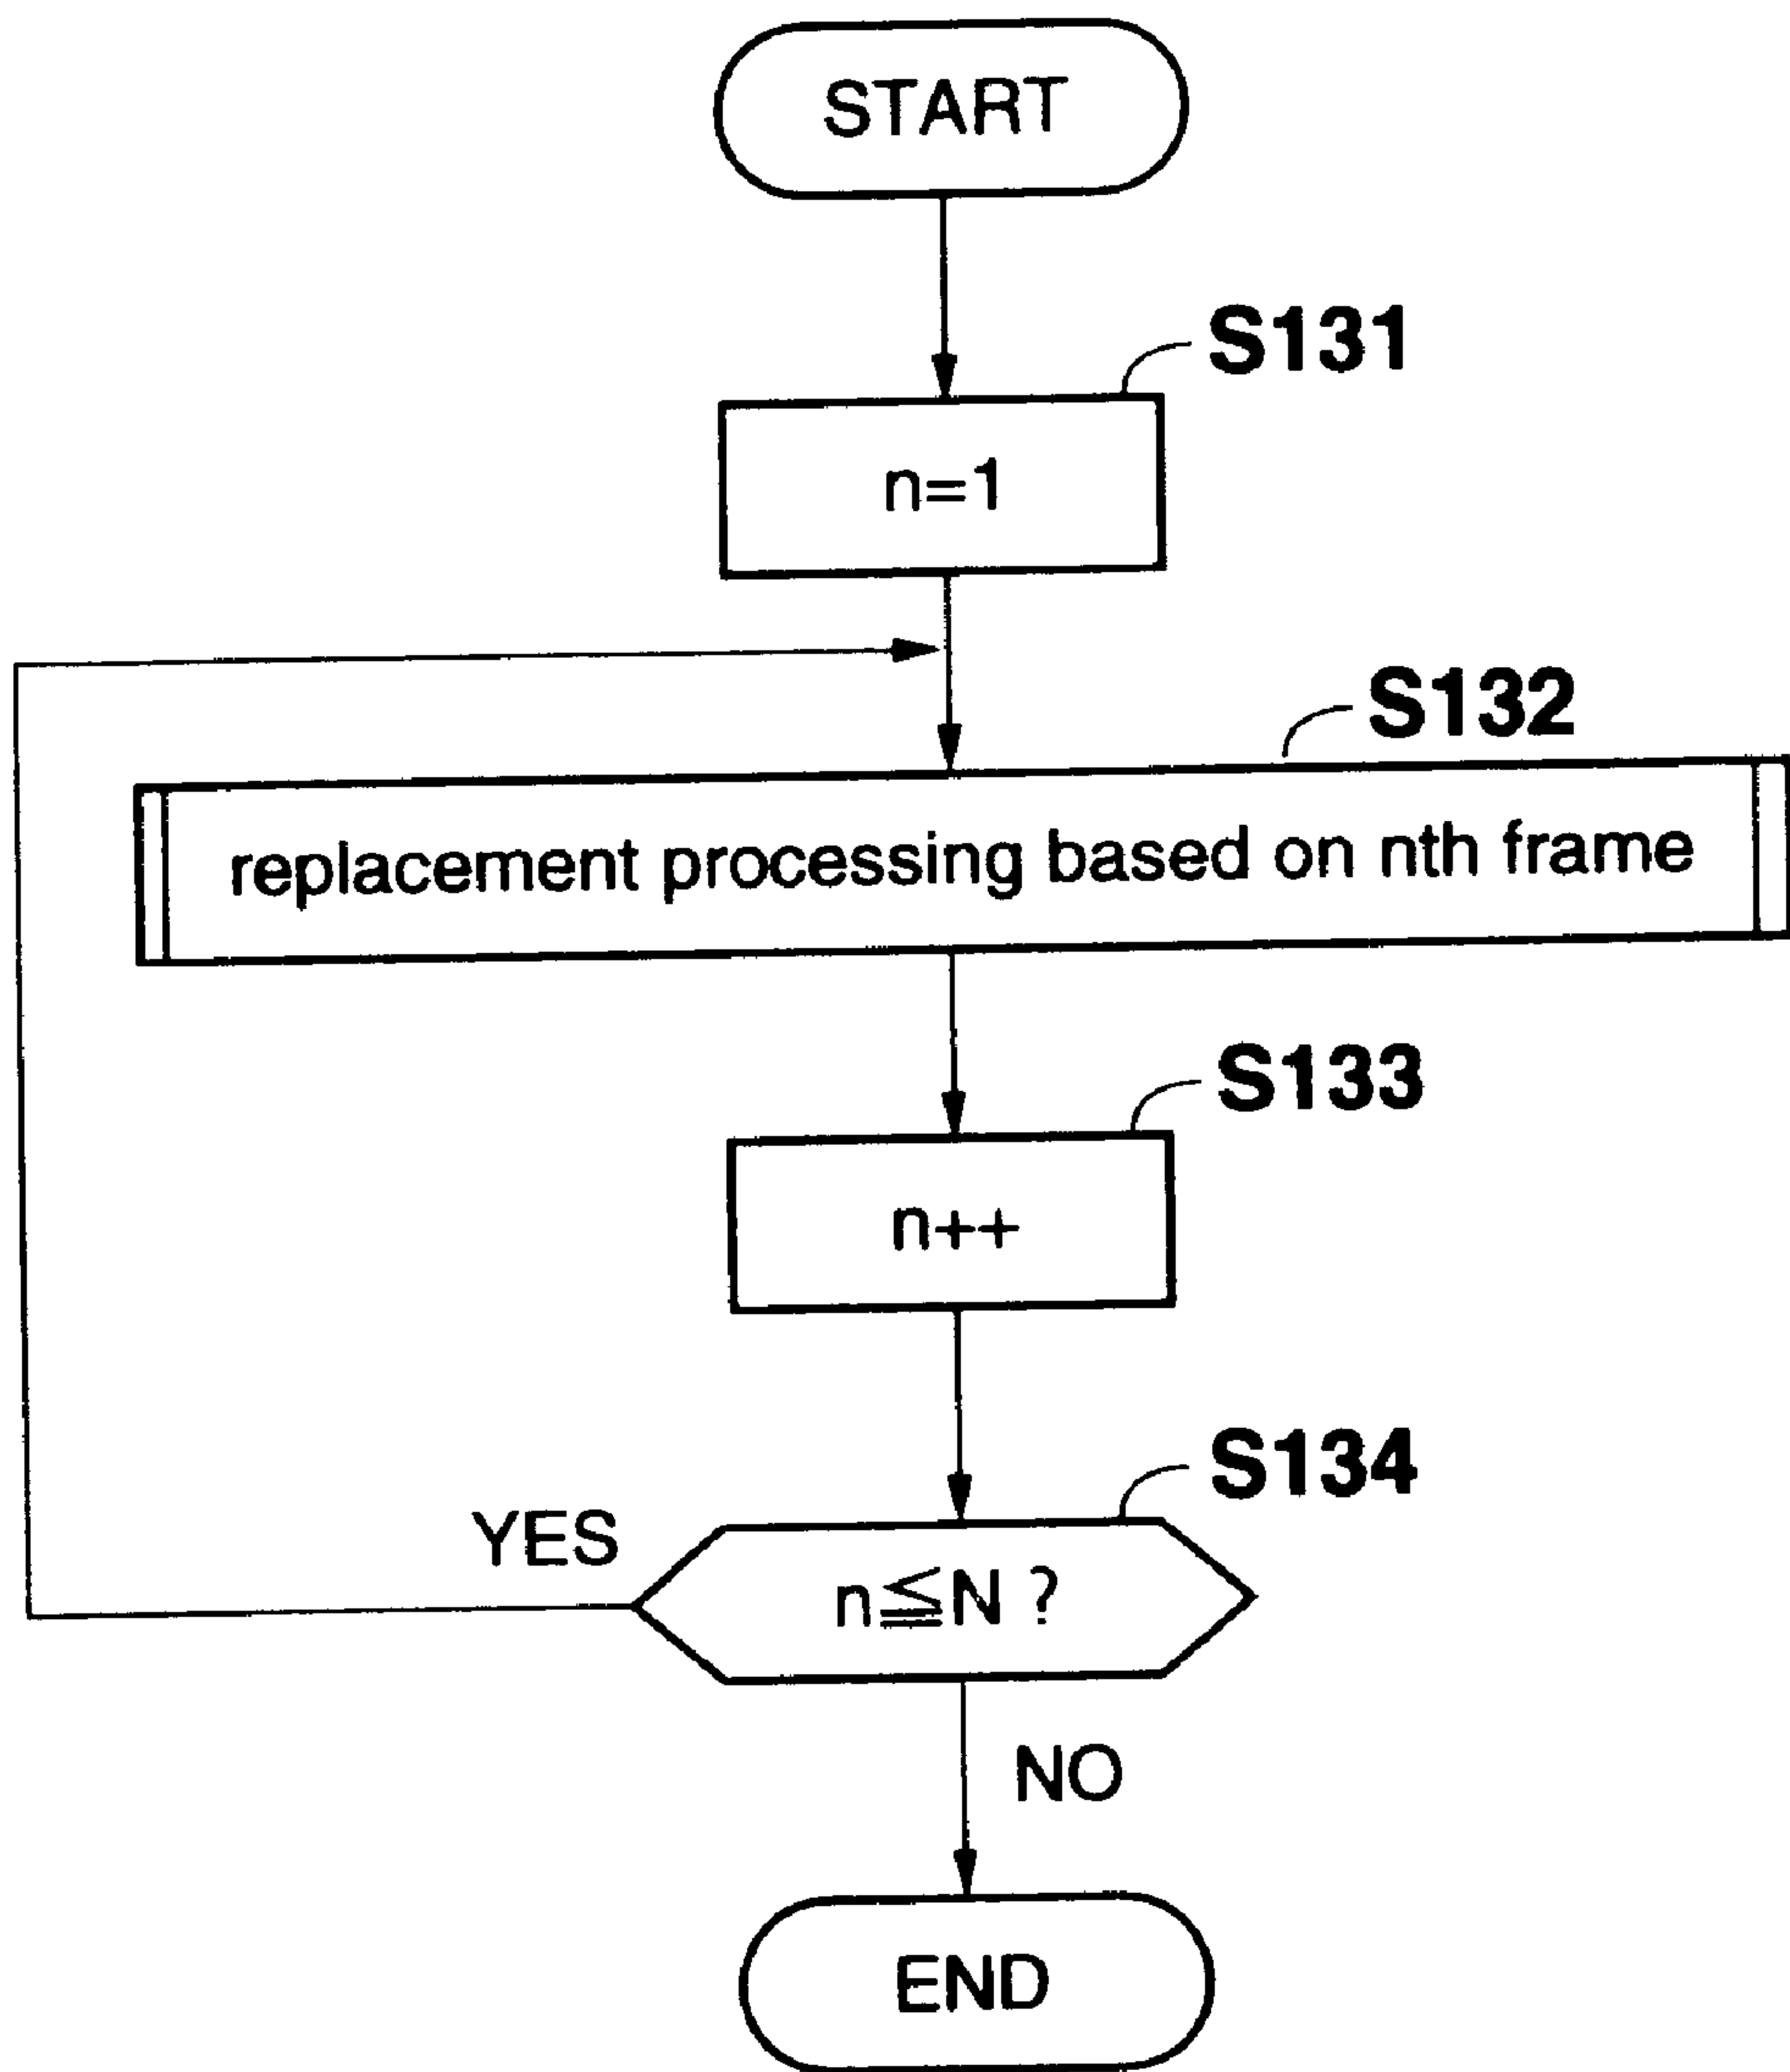 START
S131
n=1
S132
replacement processing based on nth frame
S133
n++
S134
YES
n≦N ?
NO
END